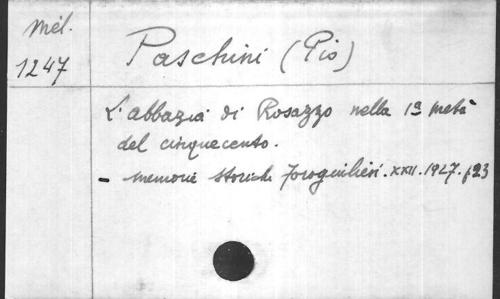 Mél.
1247
Paschini (Pio)
L'abbazia di Rosazzo nella 1a metà
del cinquecento.
- memorie storiche forogiuliesi. XXII. 1927. p 23